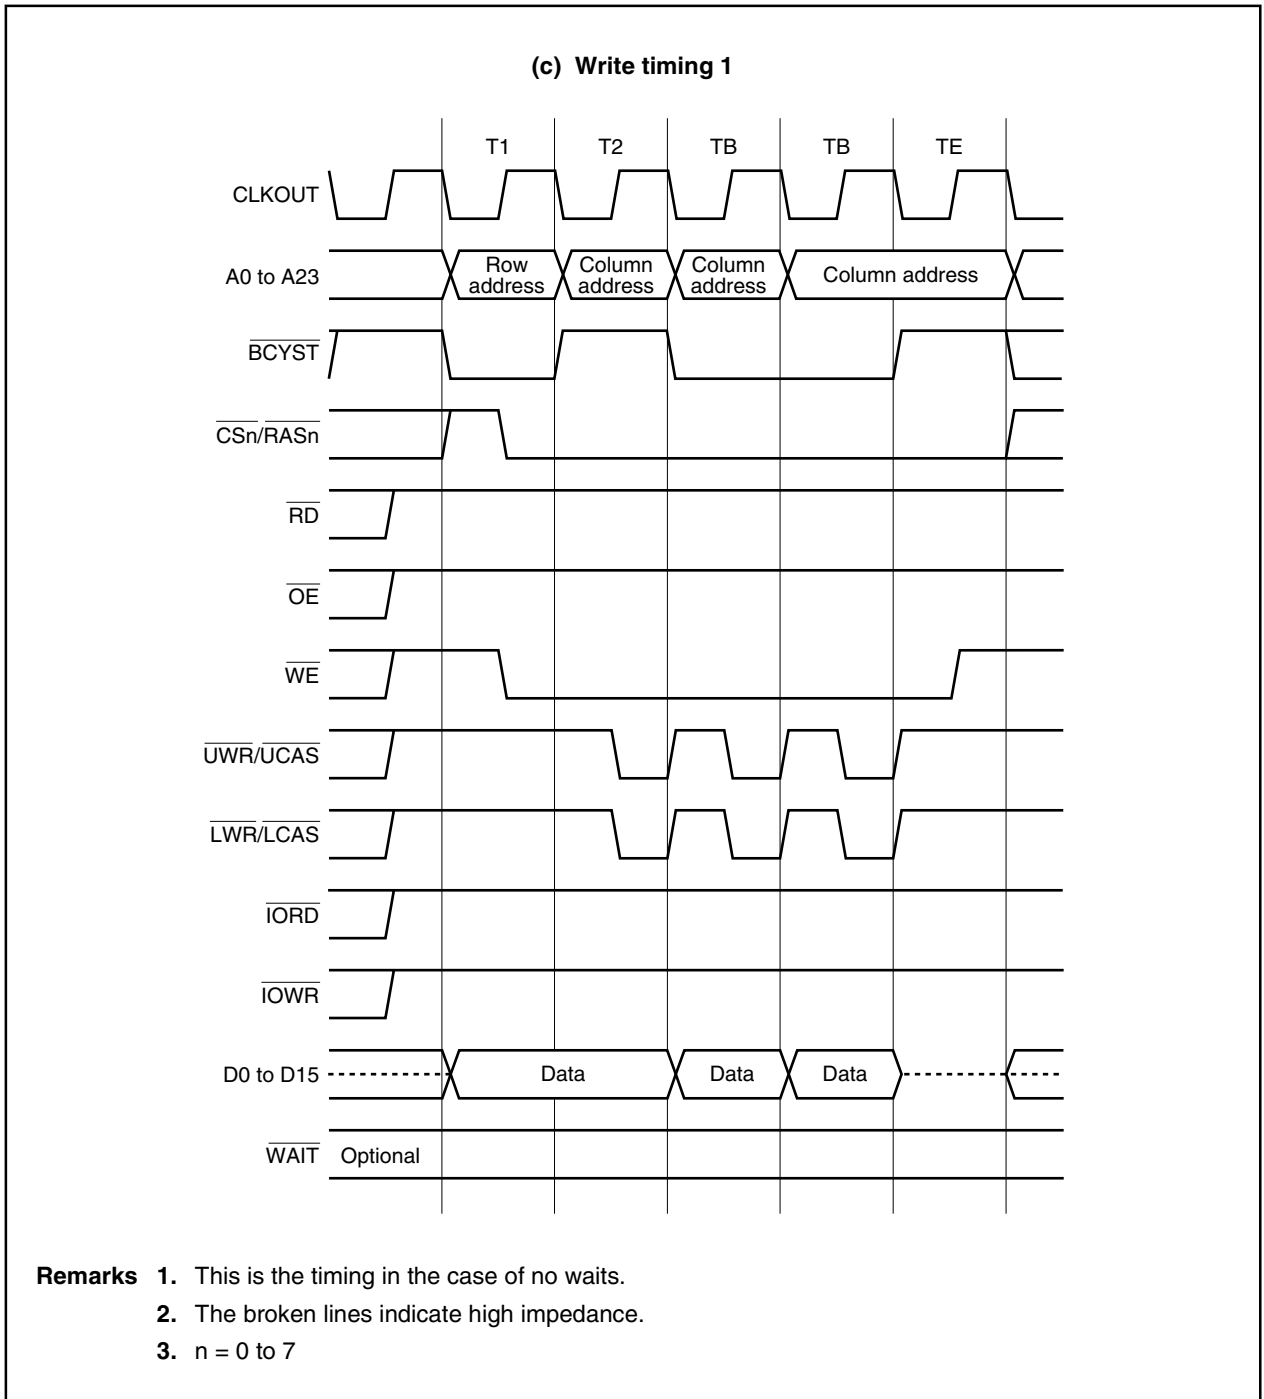 (c) Write timing 1
T1 T2 TB TB TE
CLKOUT
A0 to A23 Row address Column address Column address Column address
BCYST
CSn/RASn
RD
OE
WE
UWR/UCAS
LWR/LCAS
IORD
IOWR
D0 to D15 Data Data Data
WAIT Optional
Remarks 1. This is the timing in the case of no waits.
2. The broken lines indicate high impedance.
3. n = 0 to 7